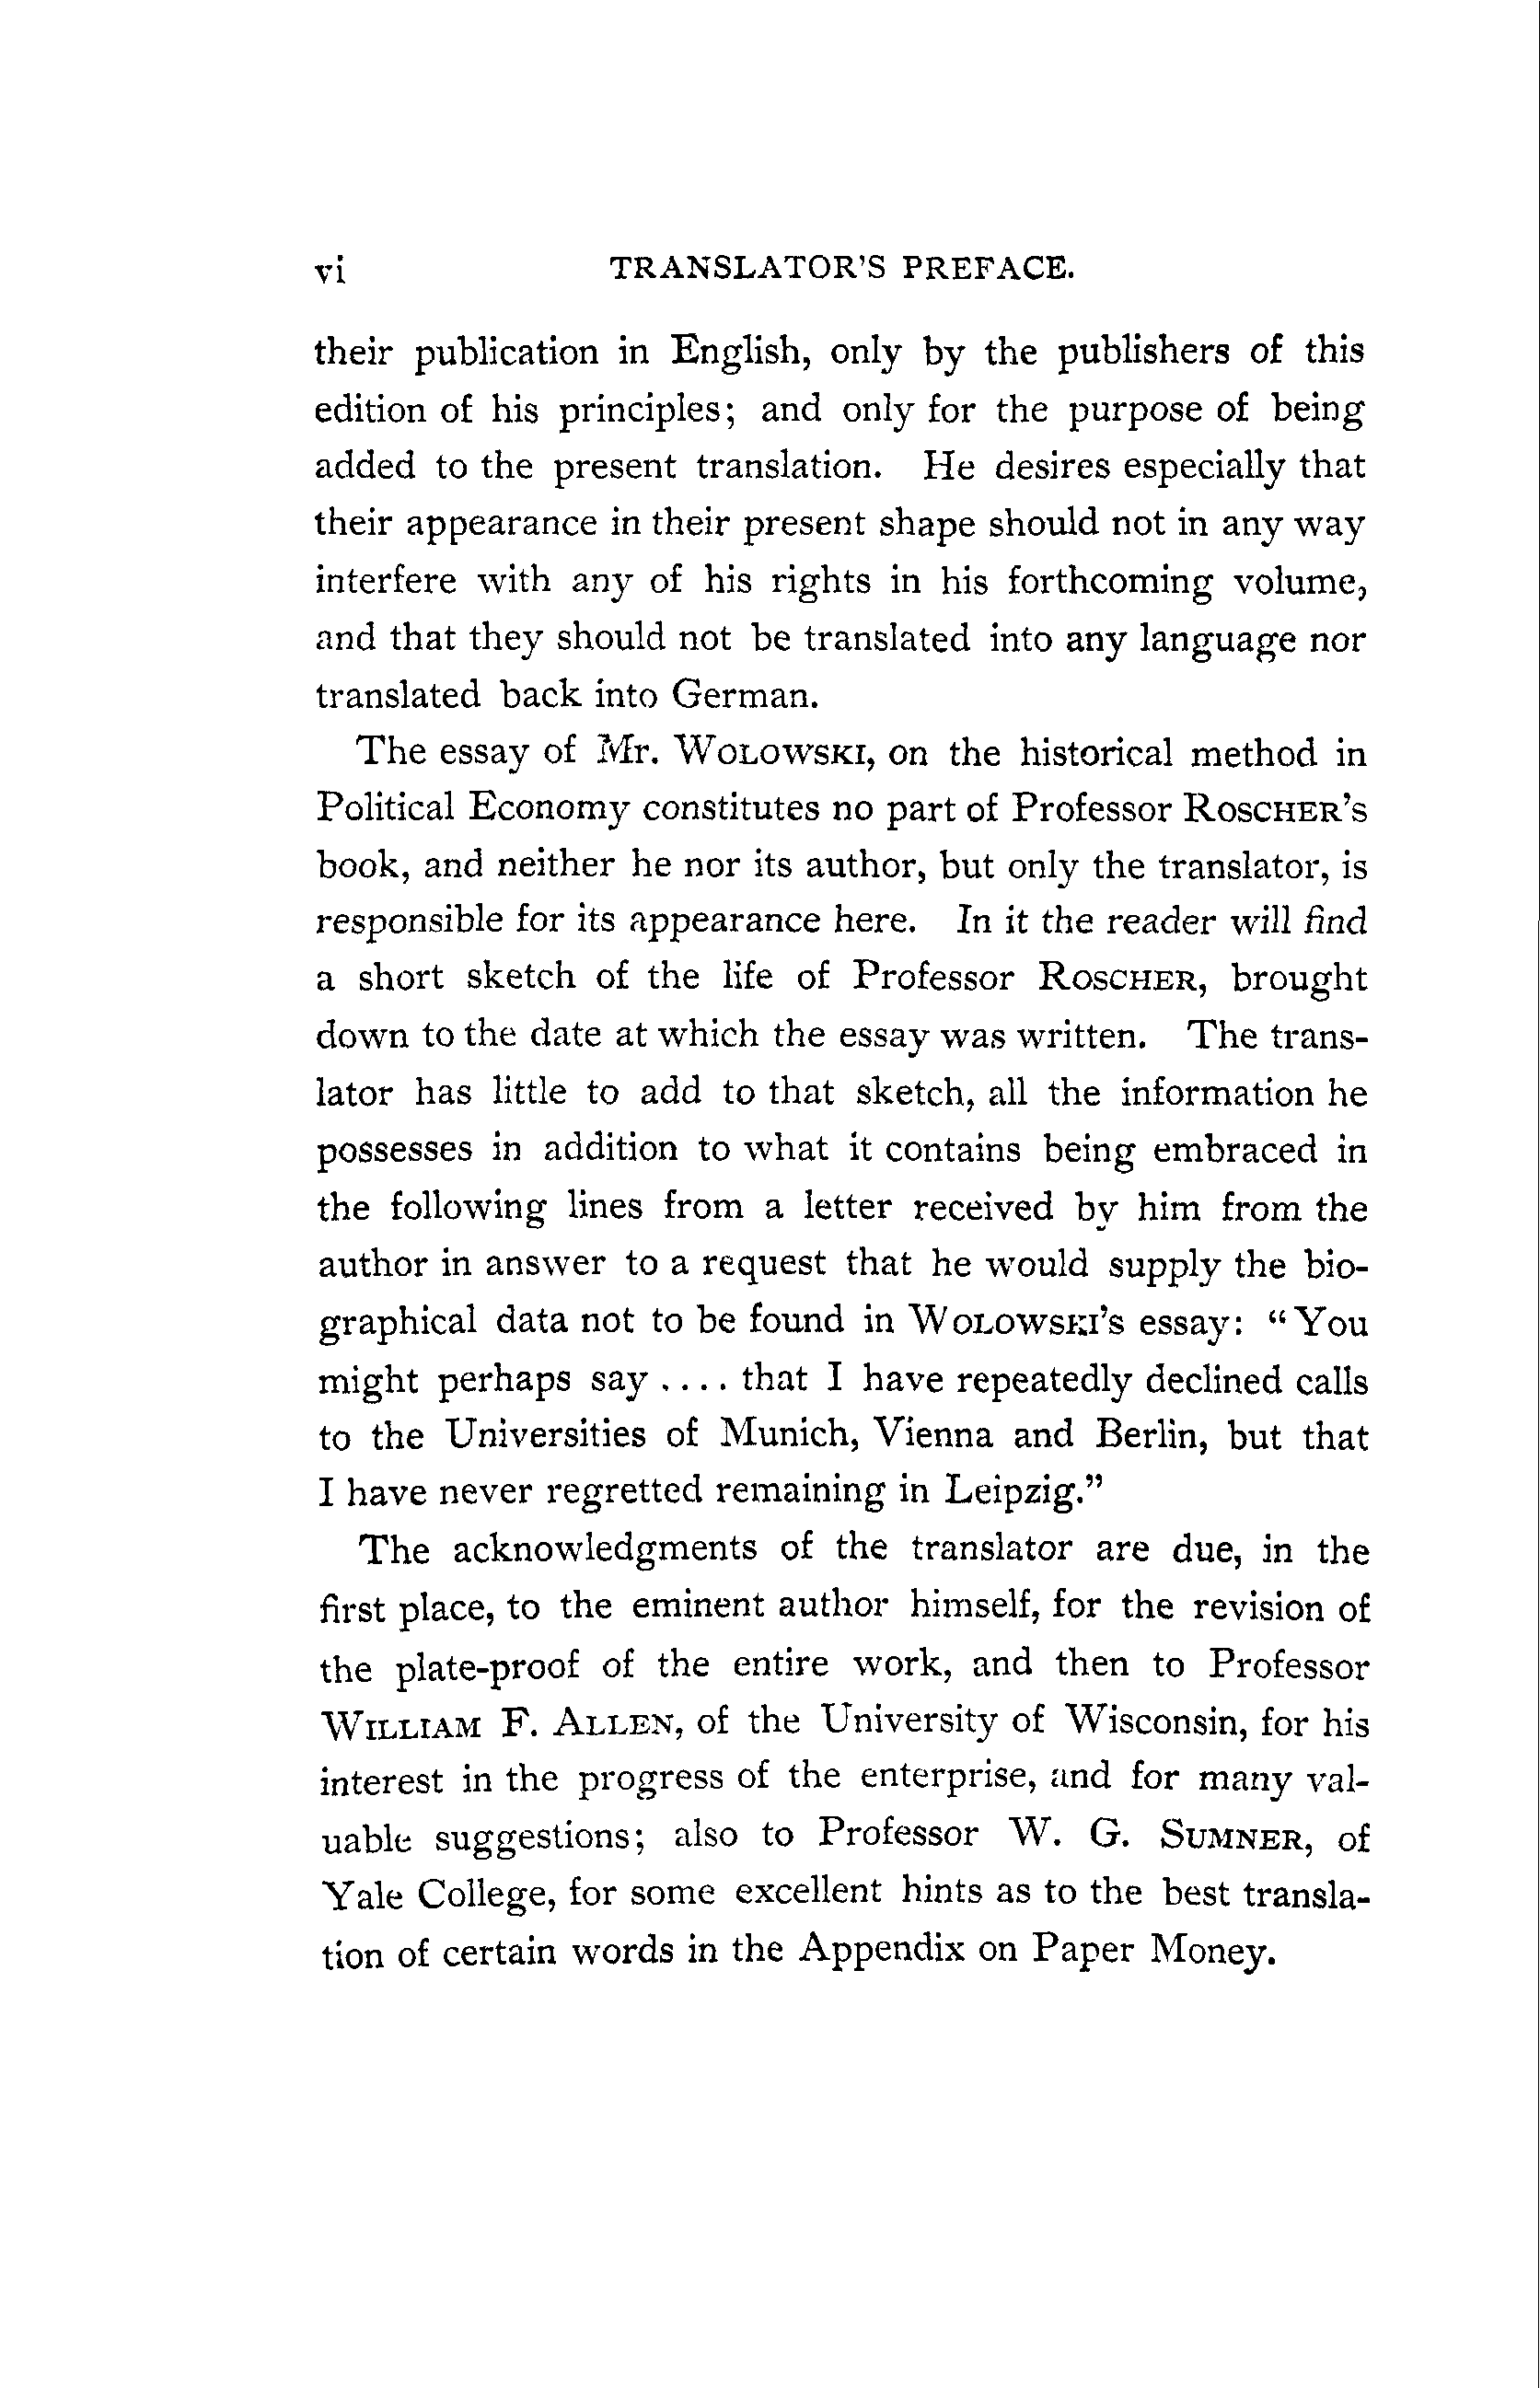 vi TRANSLATOR'S PREFACE.
their publication in English, only by the publishers of this
edition of his principles; and only for the purpose of being
added to the present translation. He desires especially that
their appearance in their present shape should not in any way
interfere with any of his rights in his forthcoming volume,
and that they should not be translated into any language nor
translated back into German.
The essay of Mr. WOLOWSKI, on the historical method in
Political Economy constitutes no part of Professor ROSCHER's
book, and neither he nor its author, but only the translator, is
responsible for its appearance here. In it the reader will find
a short sketch of the life of Professor ROSCHER, brought
down to the date at which the essay was written. The trans-
lator has little to add to that sketch, all the information he
possesses in addition to what it contains being embraced in
the following lines from a letter received by him from the
author in answer to a request that he would supply the bio-
graphical data not to be found in WOLOWSKI's essay: "You
might perhaps say .... that I have repeatedly declined calls
to the Universities of Munich, Vienna and Berlin, but that
I have never regretted remaining in Leipzig."
The acknowledgments of the translator are due, in the
first place, to the eminent author himself, for the revision of
the plate-proof of the entire work, and then to Professor
WILLIAM F. ALLEN, of the University of Wisconsin, for his
interest in the progress of the enterprise, and for many val-
uable suggestions; also to Professor W. G. SUMNER, of
Yale College, for some excellent hints as to the best transla-
tion of certain words in the Appendix on Paper Money.